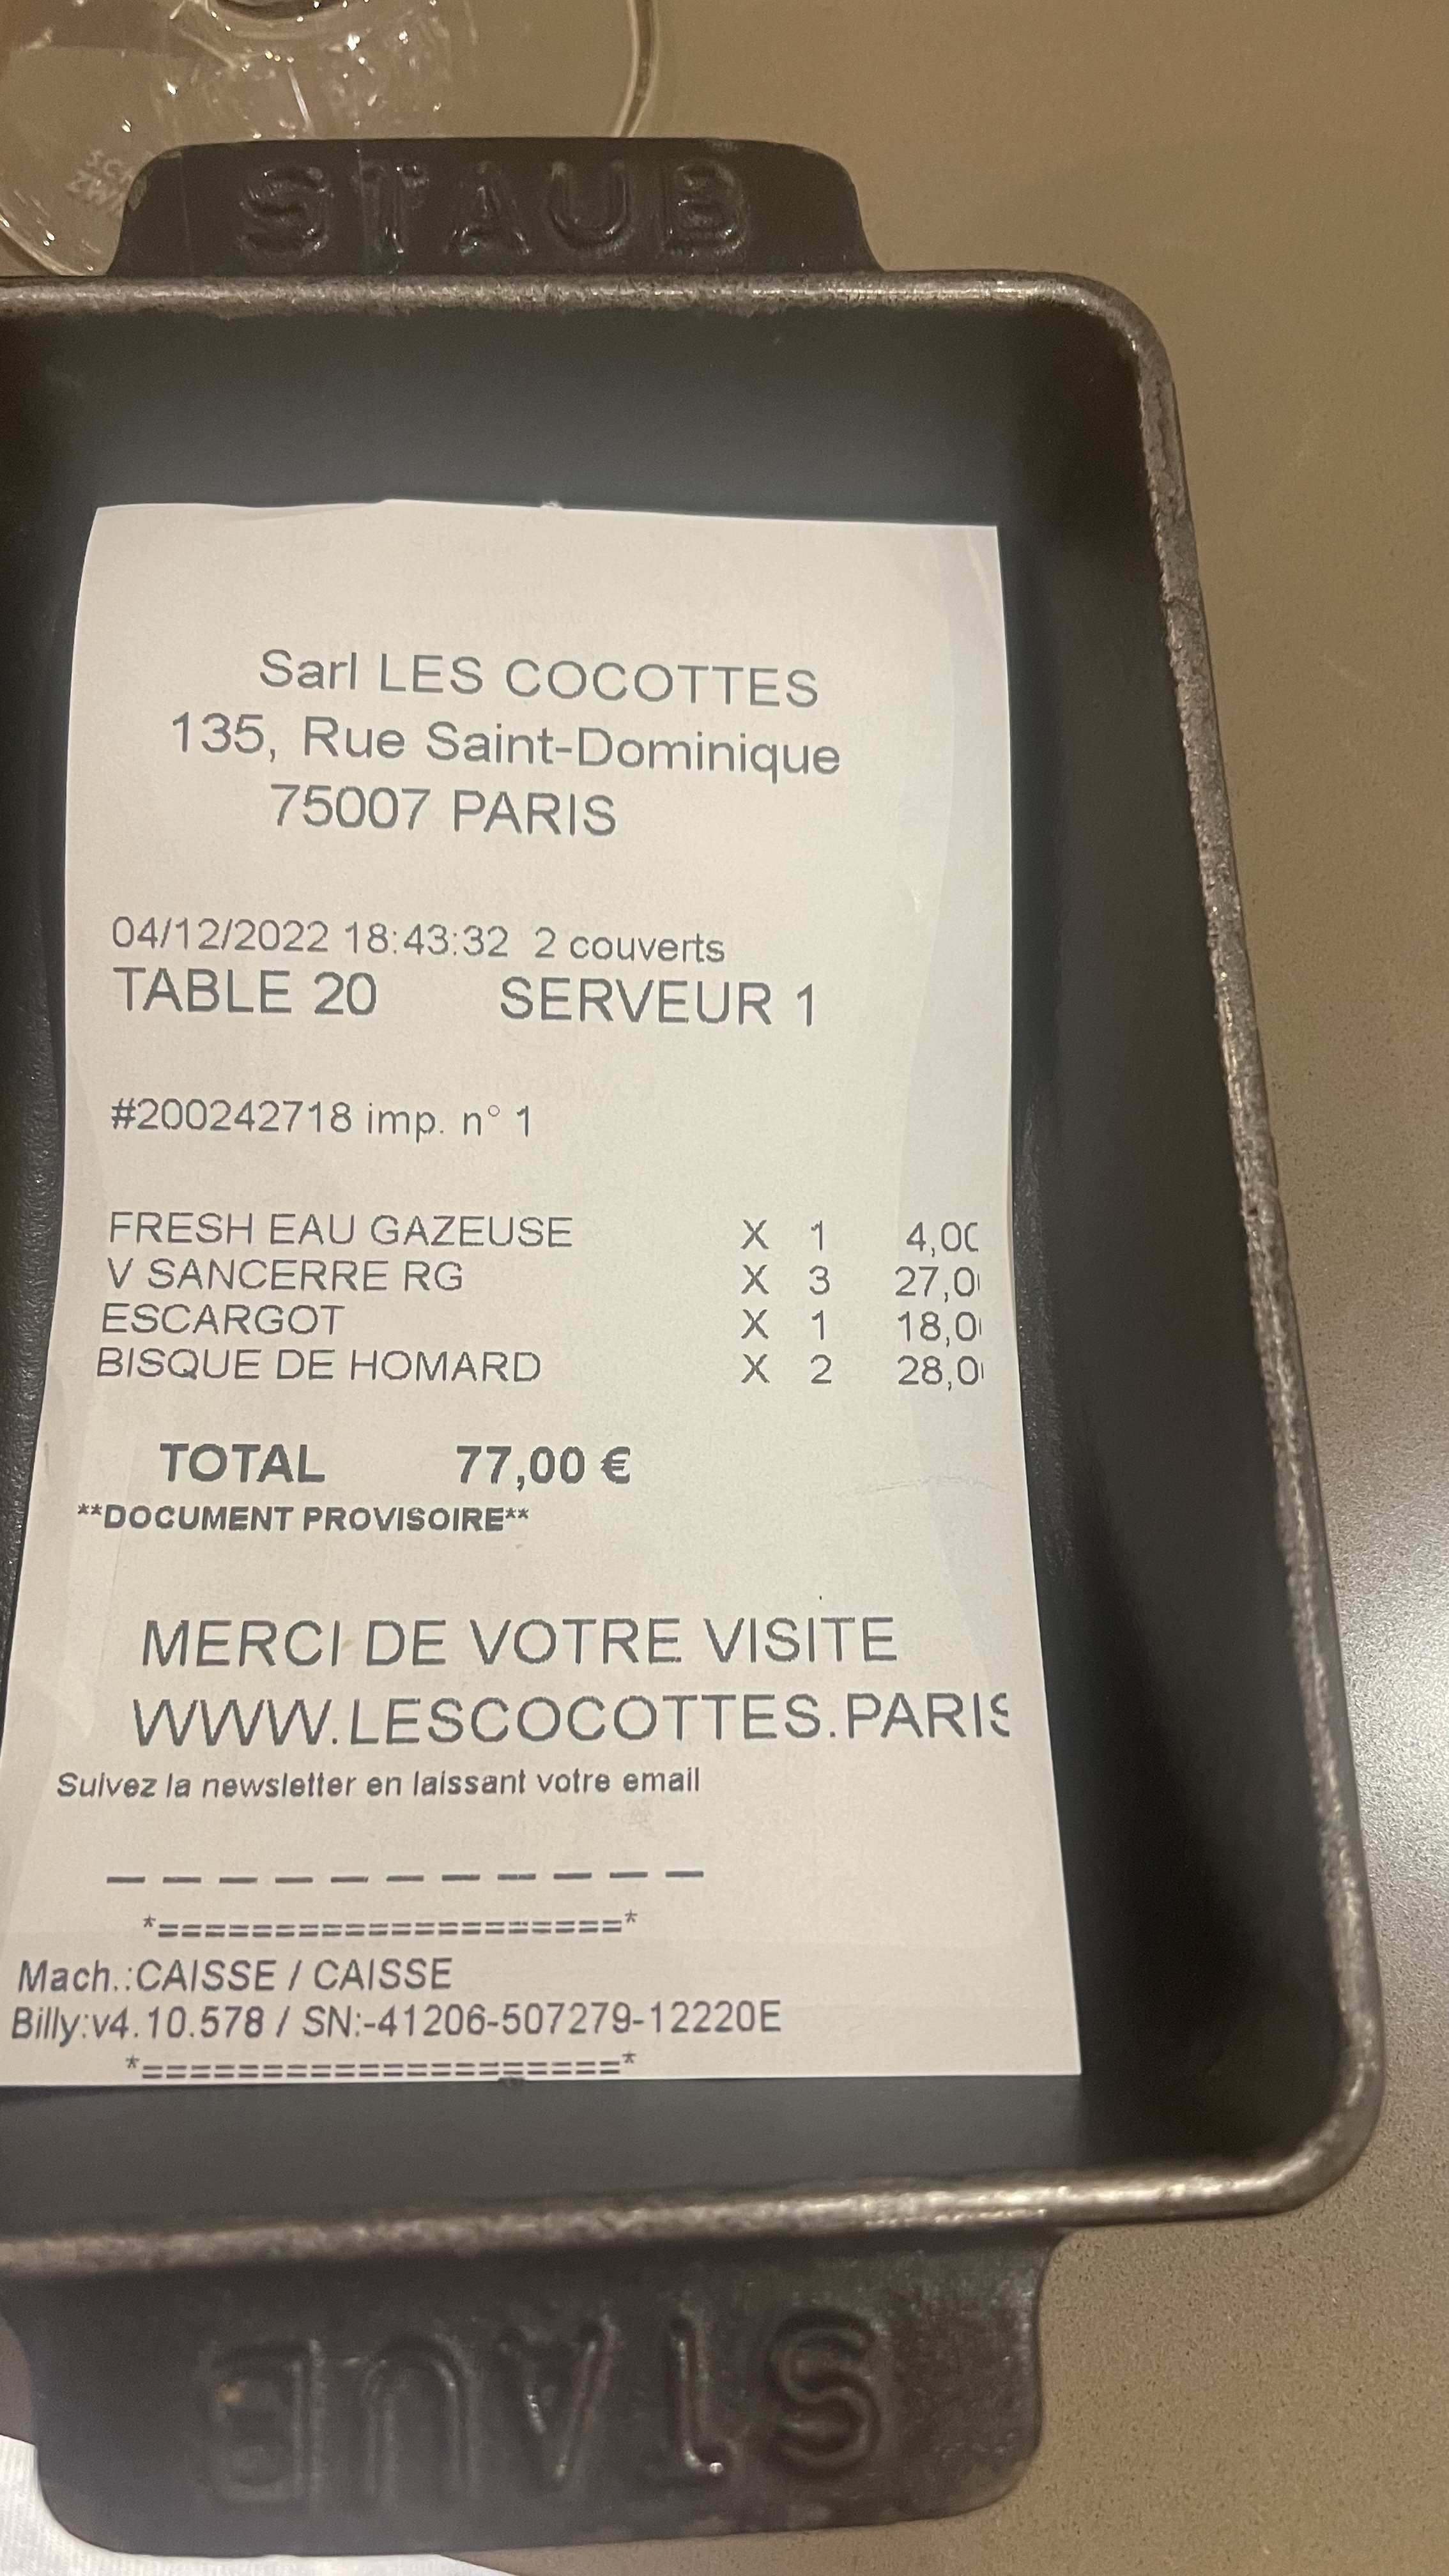 STAUB
Sarl LES COCOTTES
135, Rue Saint-Dominique
75007 PARIS
04/12/2022 18:43:32 2 couverts
TABLE 20 SERVEUR 1
#200242718 imp. n° 1
FRESH EAU GAZEUSE X 1 4,00
V SANCERRE RG X 3 27,0
ESCARGOT X 1 18,0
BISQUE DE HOMARD X 2 28,0
TOTAL 77,00 €
**DOCUMENT PROVISOIRE**
MERCI DE VOTRE VISITE
WWW.LESCOCOTTES.PARIS
Suivez la newsletter en laissant votre email
— — — — — — — — — — —
*====================*
Mach.:CAISSE / CAISSE
Billy:v4.10.578 / SN:-41206-507279-12220E
*=====================*
STAUB